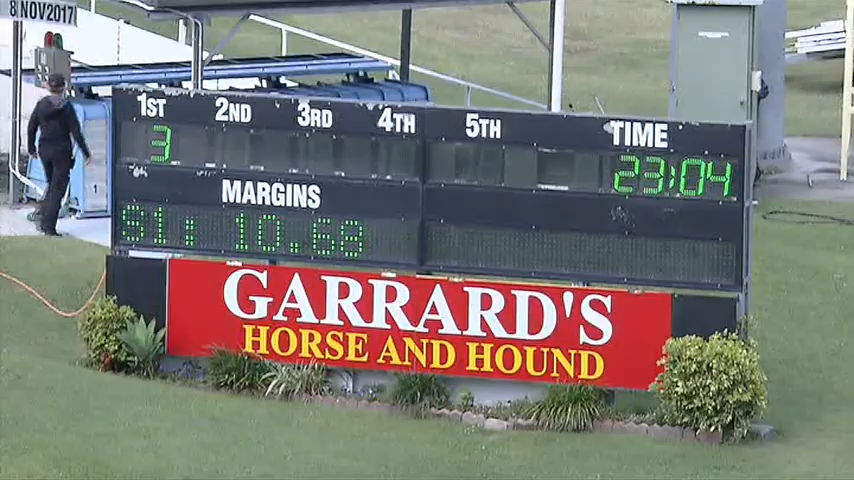 8 NOV2017
1ST 2ND 3RD 4TH 5TH TIME
3 23:04
MARGINS
S1: 10.68
GARRARD'S
HORSE AND HOUND
1